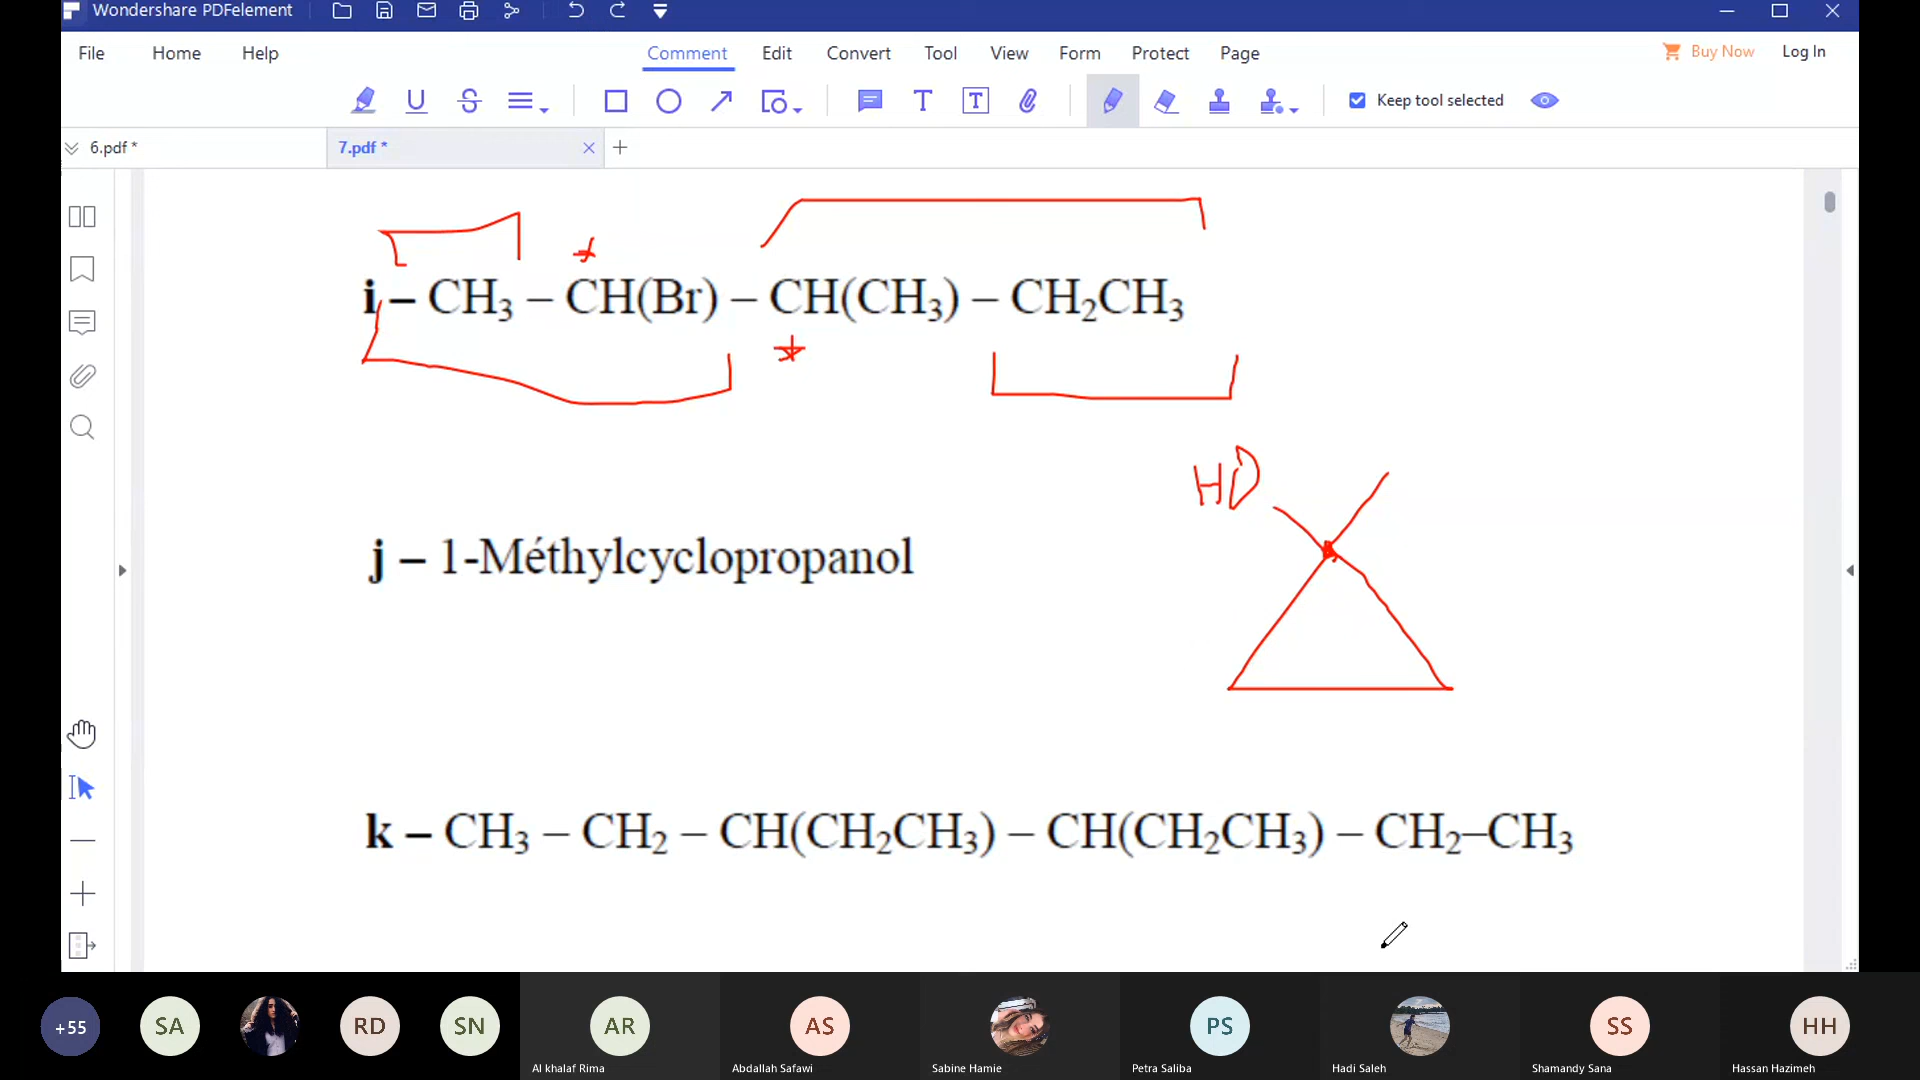 Wondershare PDFelement
File Home Help Comment Edit Convert Tool View Form Protect Page Buy Now Log In
Keep tool selected
6.pdf * 7.pdf *
i – CH₃ – CH(Br) – CH(CH₃) – CH₂CH₃
HO
j – 1-Méthylcyclopropanol
k – CH₃ – CH₂ – CH(CH₂CH₃) – CH(CH₂CH₃) – CH₂–CH₃
+55 SA RD SN AR AS PS SS HH
Al khalaf Rima Abdallah Safawi Sabine Hamie Petra Saliba Hadi Saleh Shamandy Sana Hassan Hazimeh